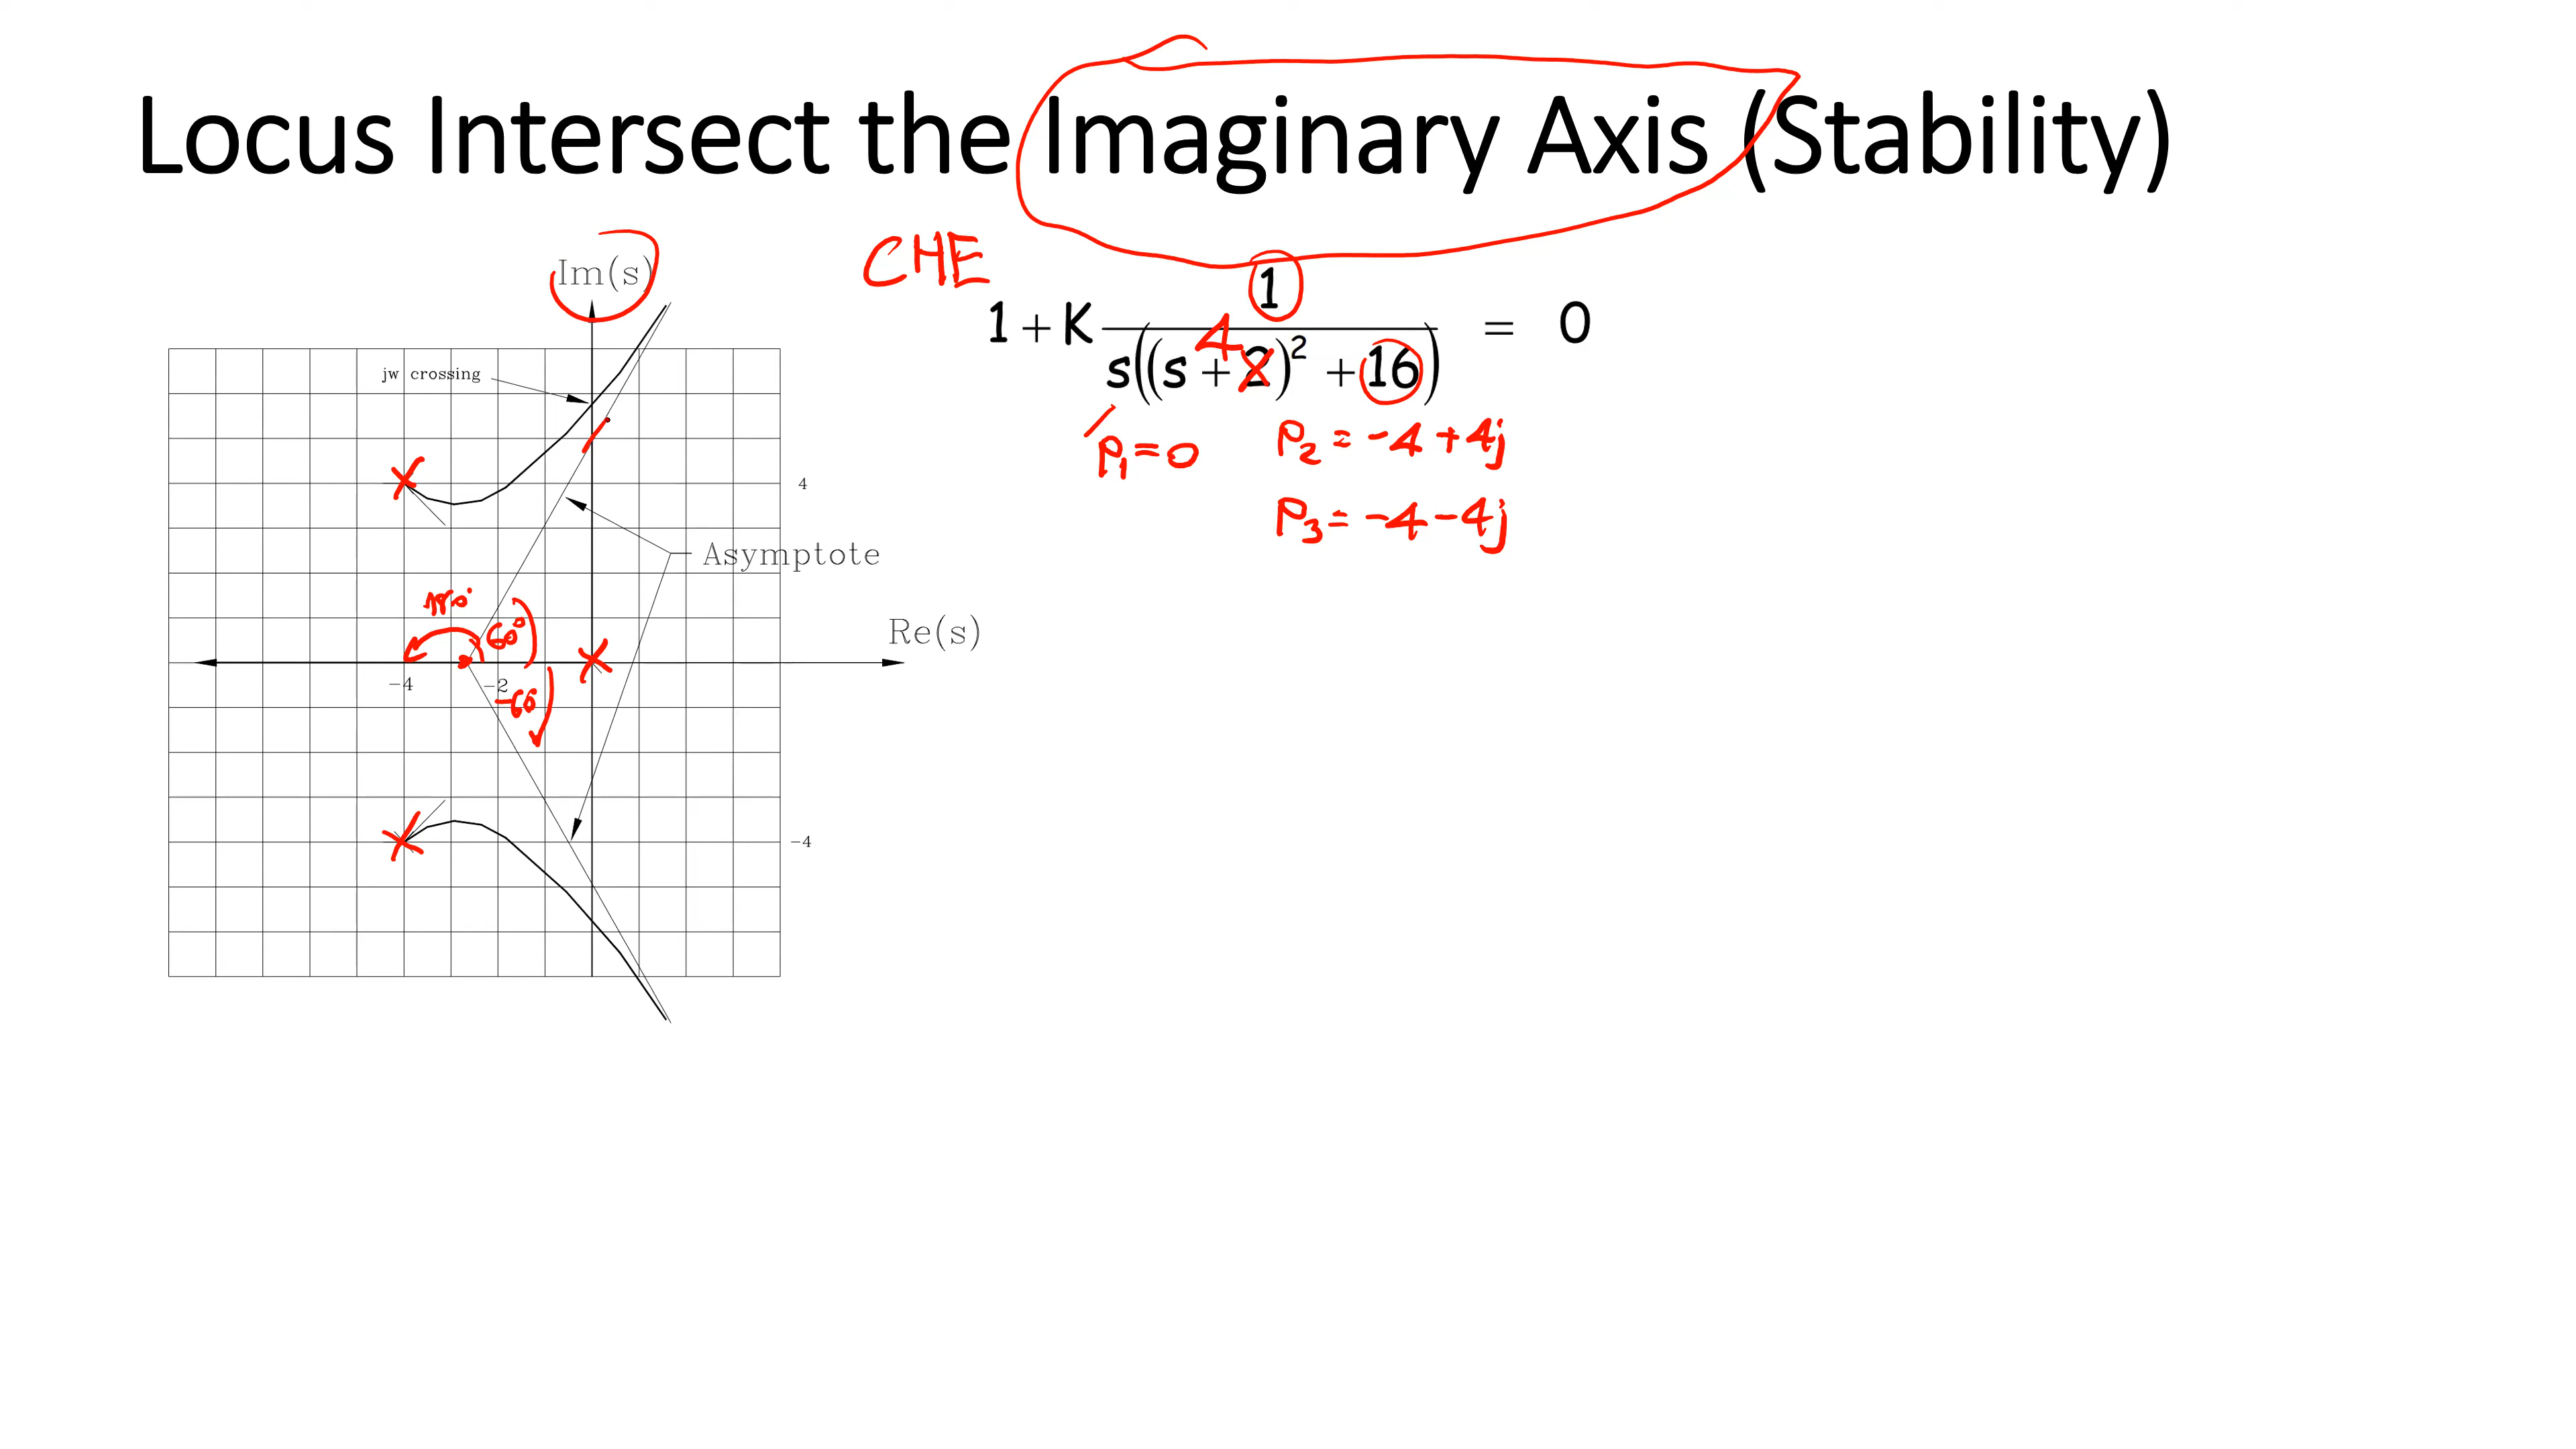 Locus Intersect the Imaginary Axis (Stability)
CHE
Im(s)
1 + K 1 / s((s + 2)² + 16) = 0
4
jw crossing
p₁ = 0
p₂ = -4 + 4j
p₃ = -4 - 4j
4
Asymptote
180°
60°
Re(s)
-4
-2
-60
-4